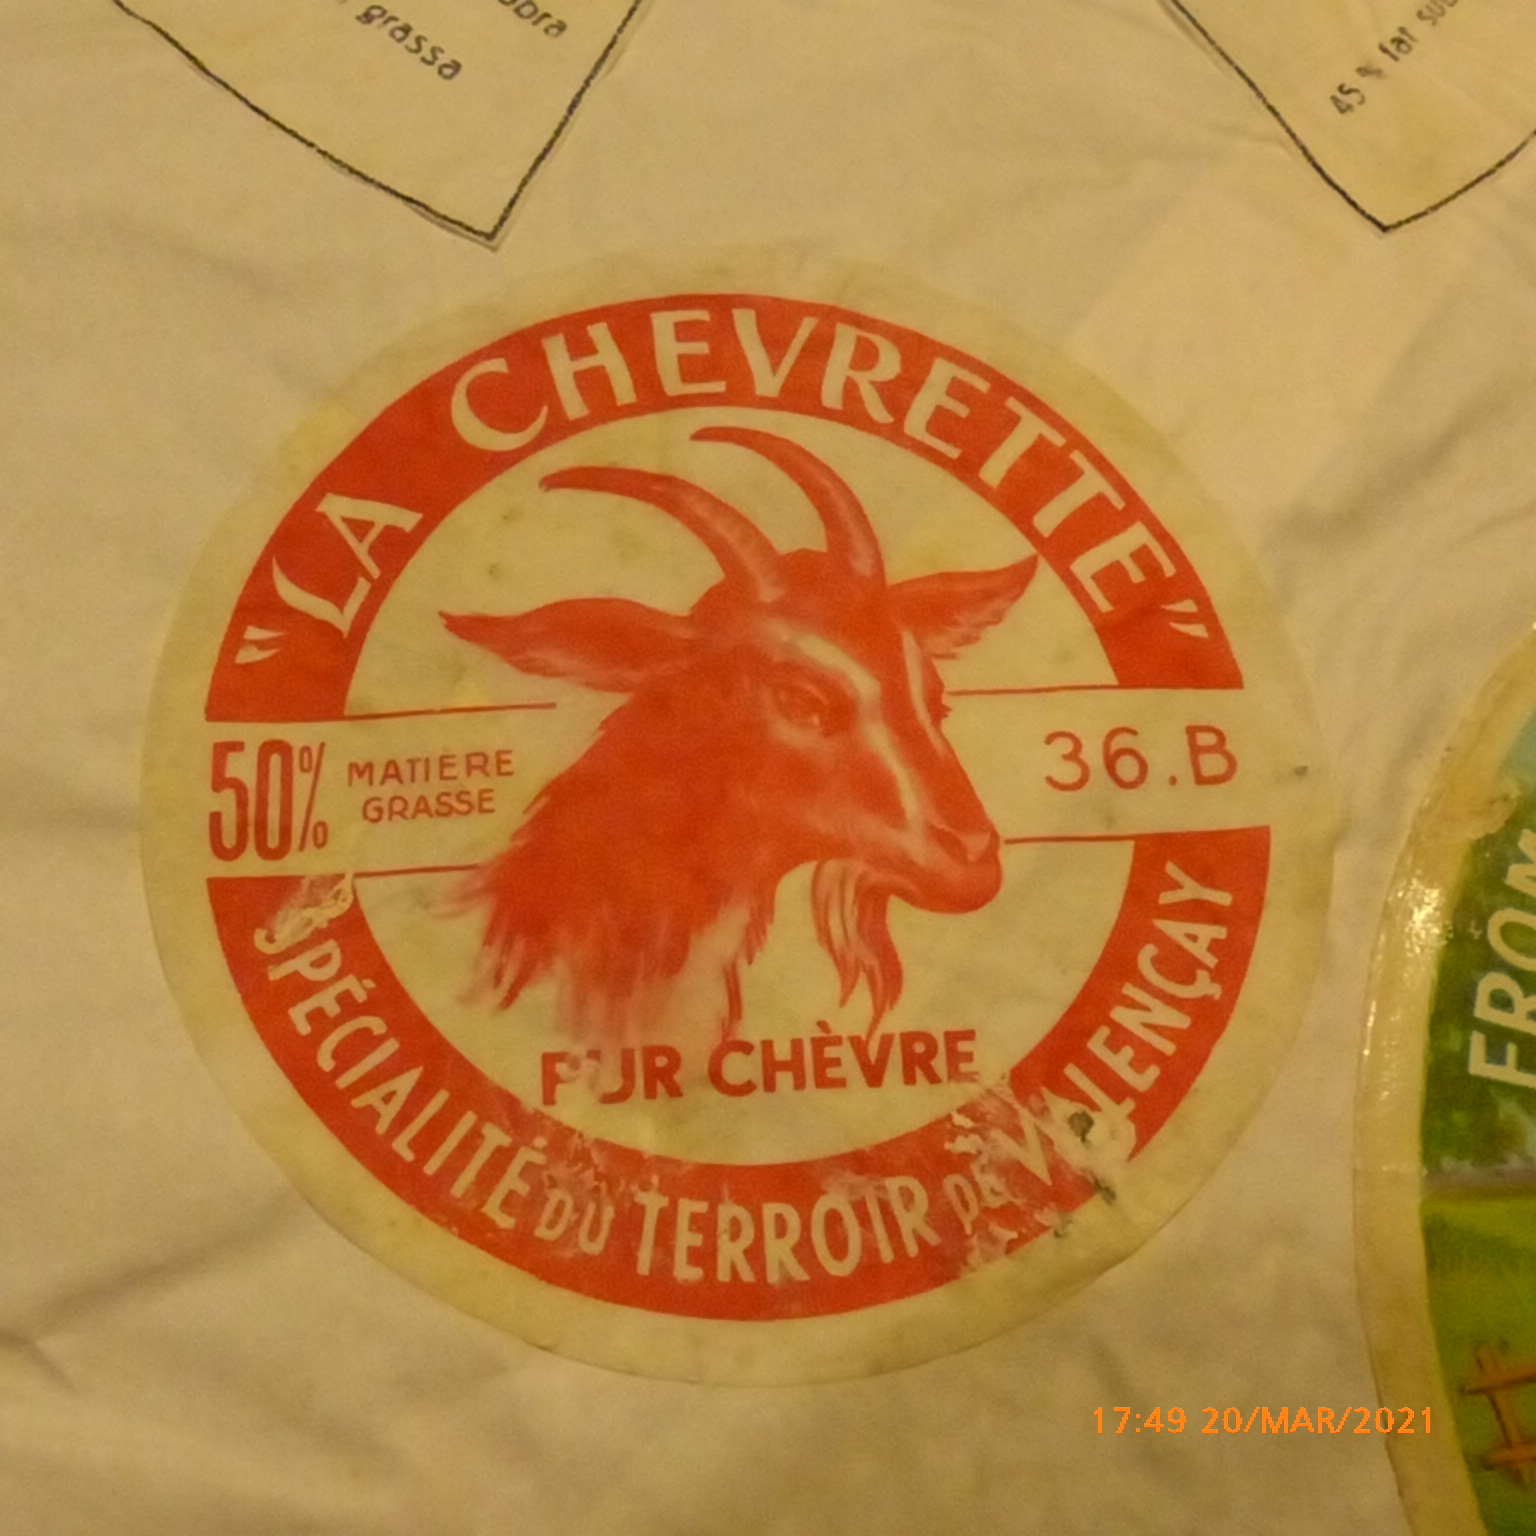 grassa
45 % fat
"LA CHEVRETTE"
50% MATIÈRE
GRASSE
36.B
PUR CHÈVRE
SPÉCIALITÉ DU TERROIR DE VALENÇAY
17:49 20/MAR/2021